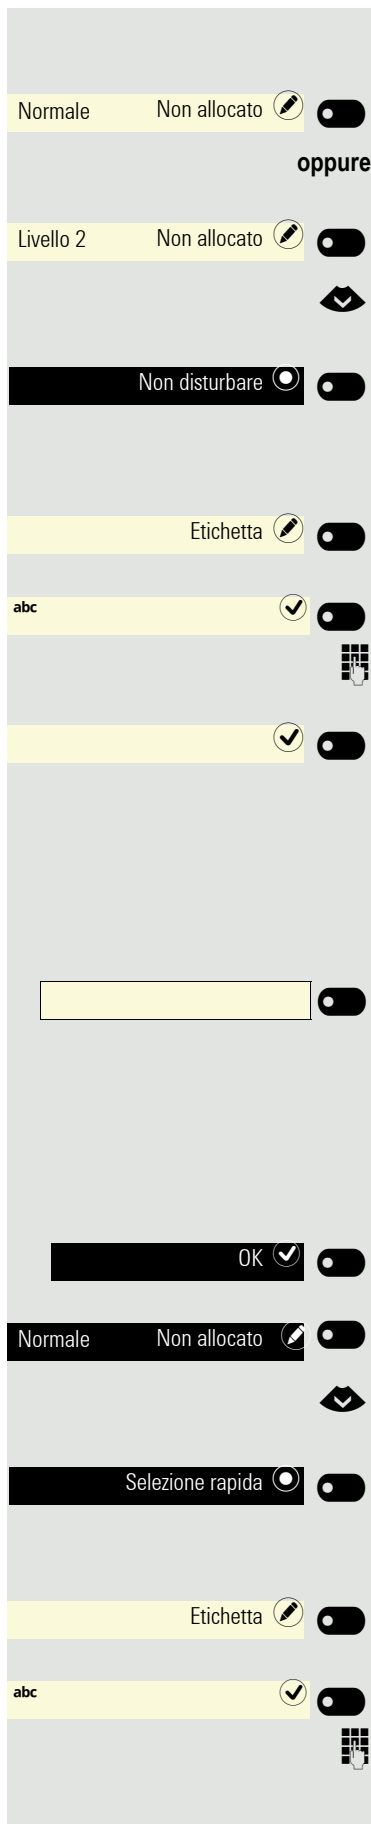 Normale Non allocato
oppure
Livello 2 Non allocato
Non disturbare
Etichetta
abc
OK
Normale Non allocato
Selezione rapida
Etichetta
abc